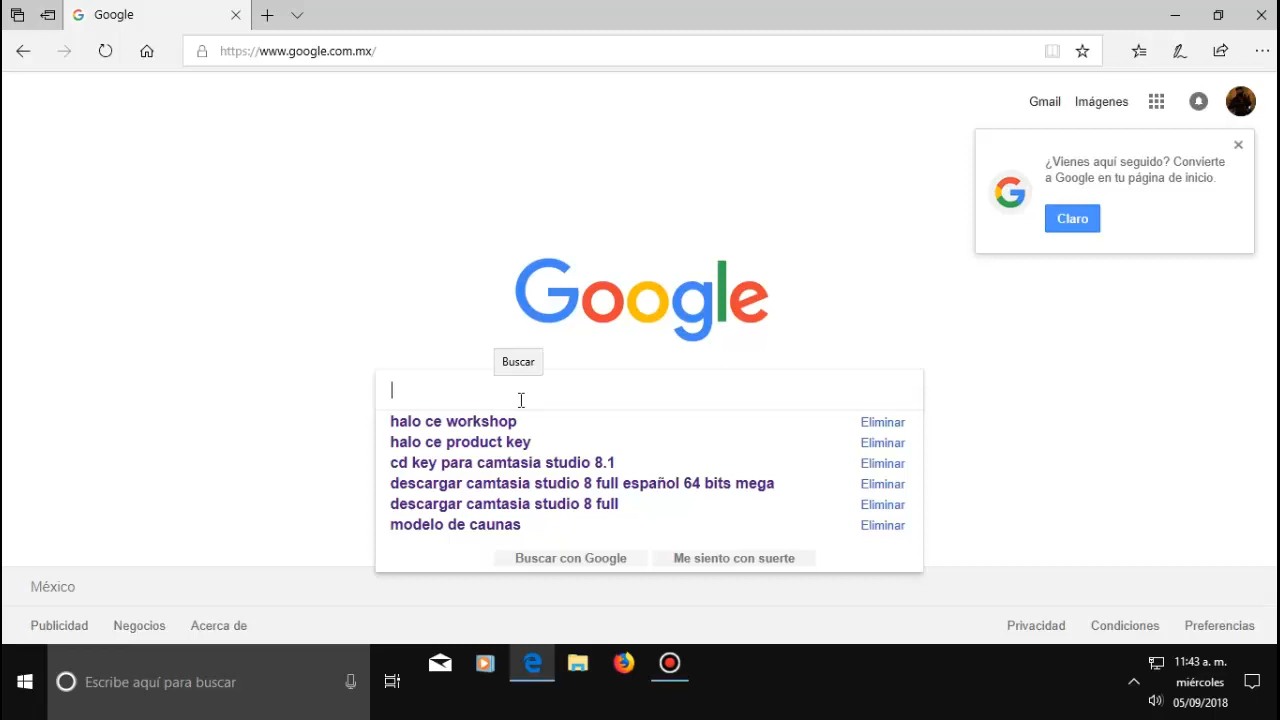 Google
https://www.google.com.mx/
Gmail Imágenes
¿Vienes aquí seguido? Convierte
a Google en tu página de inicio.
Claro
Google
Buscar
halo ce workshop Eliminar
halo ce product key Eliminar
cd key para camtasia studio 8.1 Eliminar
descargar camtasia studio 8 full español 64 bits mega Eliminar
descargar camtasia studio 8 full Eliminar
modelo de caunas Eliminar
Buscar con Google Me siento con suerte
México
Publicidad Negocios Acerca de Privacidad Condiciones Preferencias
Escribe aquí para buscar
11:43 a. m.
miércoles
05/09/2018